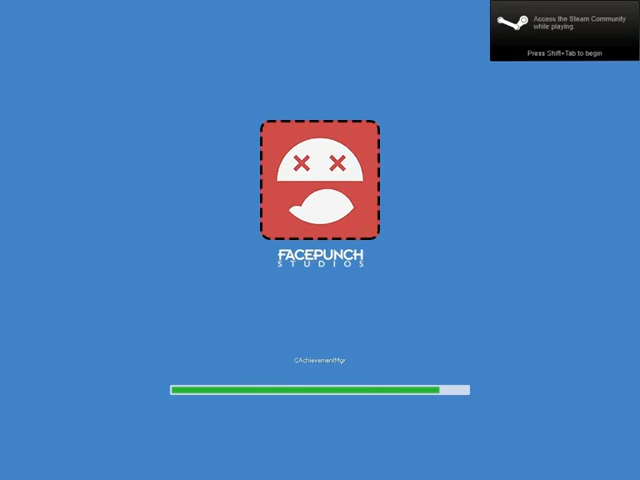 Access the Steam Community
while playing.
Press Shift+Tab to begin
FACEPUNCH
STUDIOS
CAchievementMgr